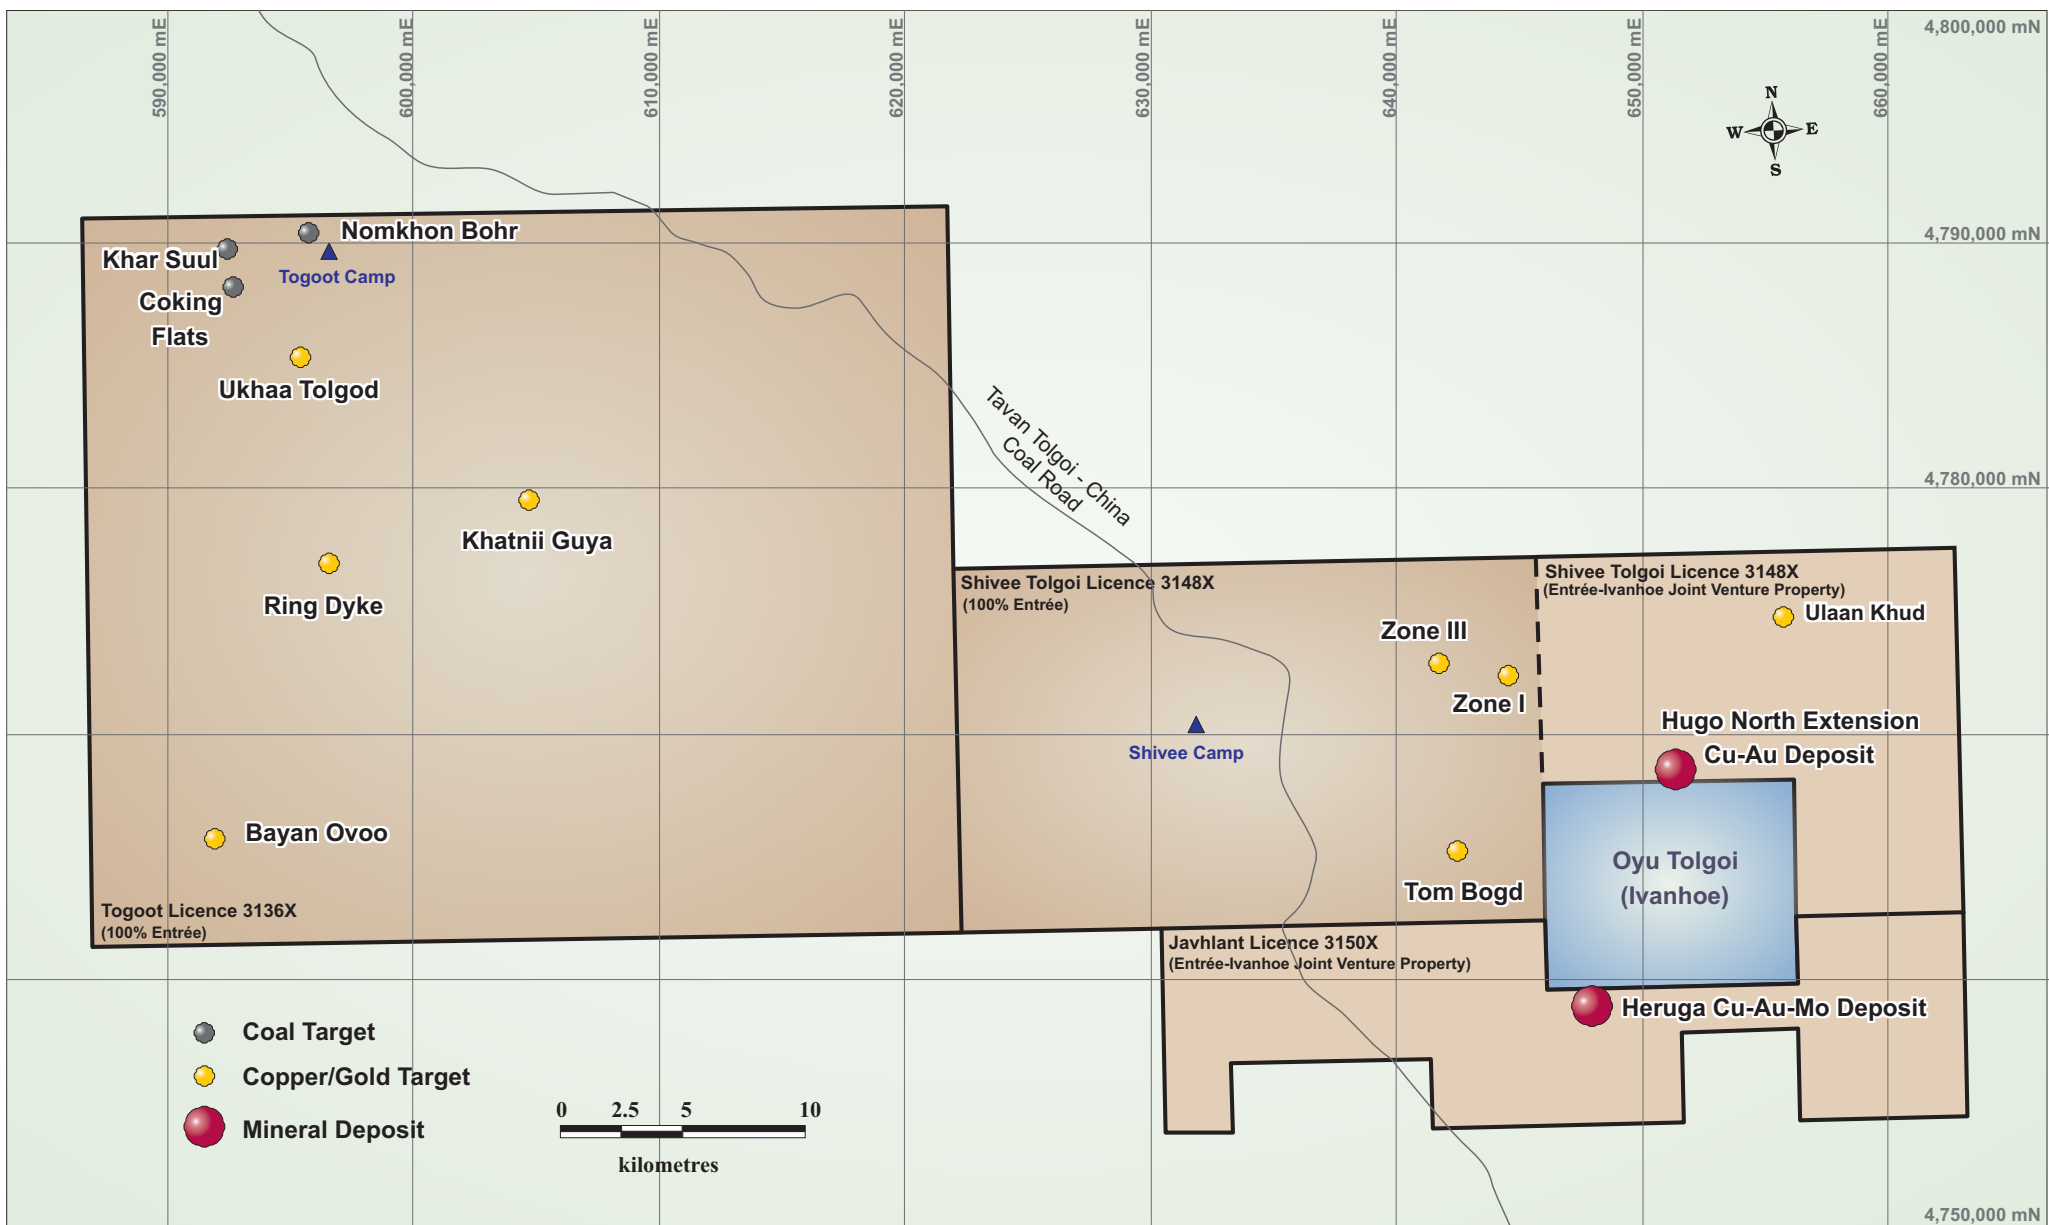 590,000 mE
600,000 mE
610,000 mE
620,000 mE
630,000 mE
640,000 mE
650,000 mE
660,000 mE
4,800,000 mN
N
W
E
S
4,790,000 mN
Nomkhon Bohr
Khar Suul
Togoot Camp
Coking
Flats
Ukhaa Tolgod
Tavan Tolgoi - China
Coal Road
4,780,000 mN
Khatnii Guya
Ring Dyke
Shivee Tolgoi Licence 3148X
(100% Entrée)
Shivee Tolgoi Licence 3148X
(Entrée-Ivanhoe Joint Venture Property)
Ulaan Khud
Zone III
Zone I
Hugo North Extension
Cu-Au Deposit
Shivee Camp
Bayan Ovoo
Oyu Tolgoi
(Ivanhoe)
Tom Bogd
Togoot Licence 3136X
(100% Entrée)
Javhlant Licence 3150X
(Entrée-Ivanhoe Joint Venture Property)
Heruga Cu-Au-Mo Deposit
Coal Target
Copper/Gold Target
Mineral Deposit
0 2.5 5 10
kilometres
4,750,000 mN